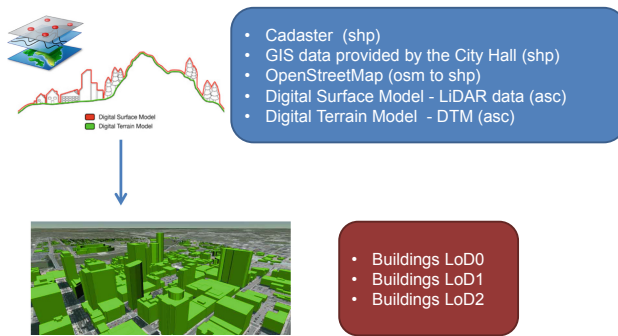 • Cadaster (shp)
• GIS data provided by the City Hall (shp)
• OpenStreetMap (osm to shp)
• Digital Surface Model - LiDAR data (asc)
• Digital Terrain Model - DTM (asc)
Digital Surface Model
Digital Terrain Model
• Buildings LoD0
• Buildings LoD1
• Buildings LoD2